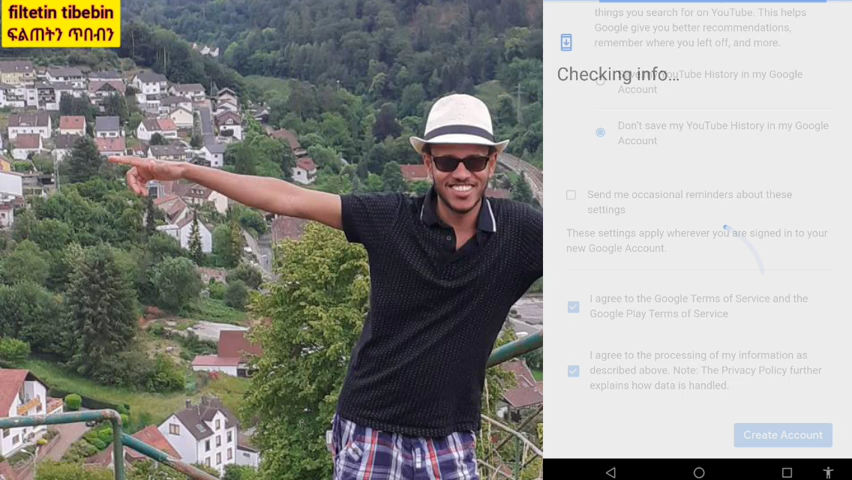 filtetin tibebin
ፍልጠትን ጥበብን
things you search for on YouTube. This helps
Google give you better recommendations,
remember where you left off, and more.
Checking info…
YouTube History in my Google
Account
Don't save my YouTube History in my Google
Account
Send me occasional reminders about these
settings
These settings apply wherever you are signed in to your
new Google Account.
I agree to the Google Terms of Service and the
Google Play Terms of Service
I agree to the processing of my information as
described above. Note: The Privacy Policy further
explains how data is handled.
Create Account